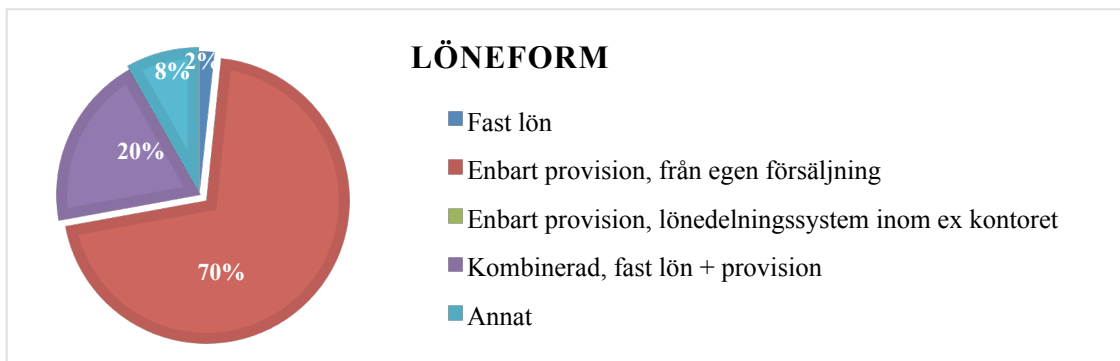 LÖNEFORM
2%
8%
20%
70%
Fast lön
Enbart provision, från egen försäljning
Enbart provision, lönedelningssystem inom ex kontoret
Kombinerad, fast lön + provision
Annat